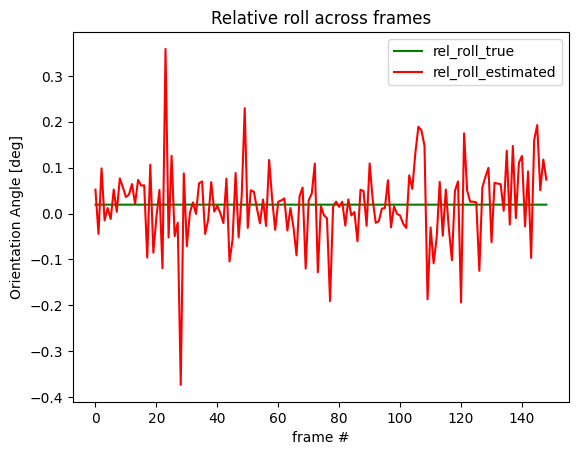 Relative roll across frames
rel_roll_true
rel_roll_estimated
Orientation Angle [deg]
0.3
0.2
0.1
0.0
−0.1
−0.2
−0.3
−0.4
0 20 40 60 80 100 120 140
frame #